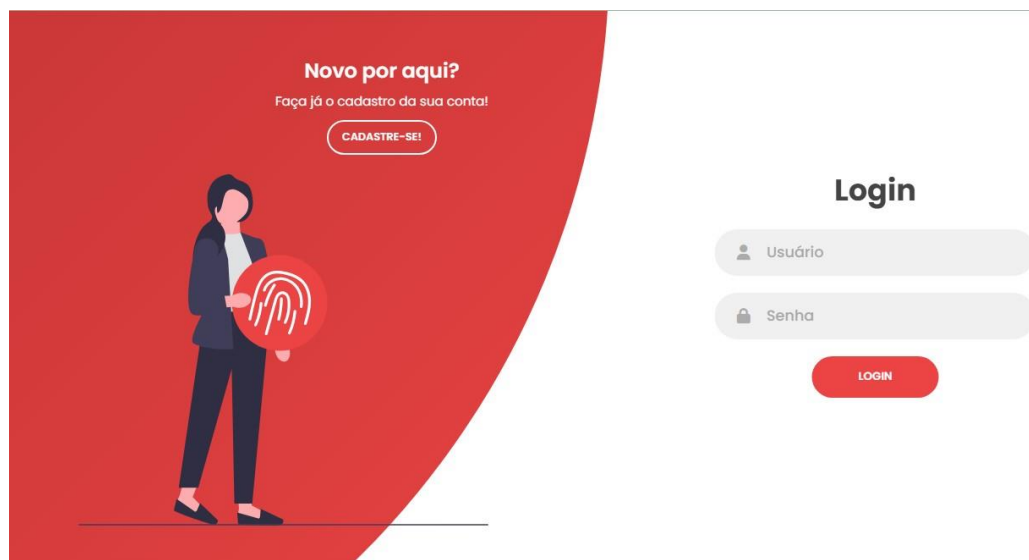 Novo por aqui?
Faça já o cadastro da sua conta!
CADASTRE-SE!
Login
Usuário
Senha
LOGIN